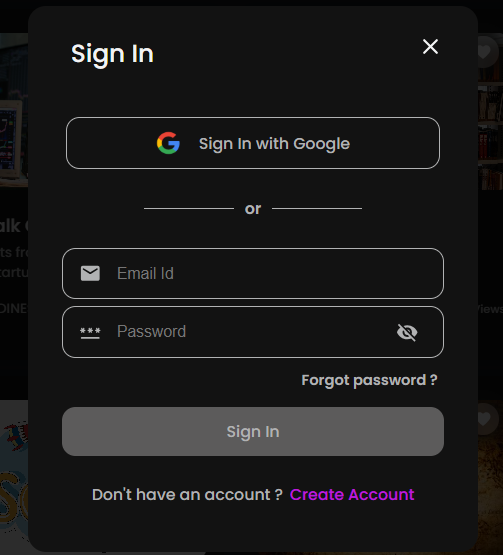 Sign In
Sign In with Google
or
Email Id
Password
Forgot password ?
Sign In
Don't have an account ? Create Account
Views